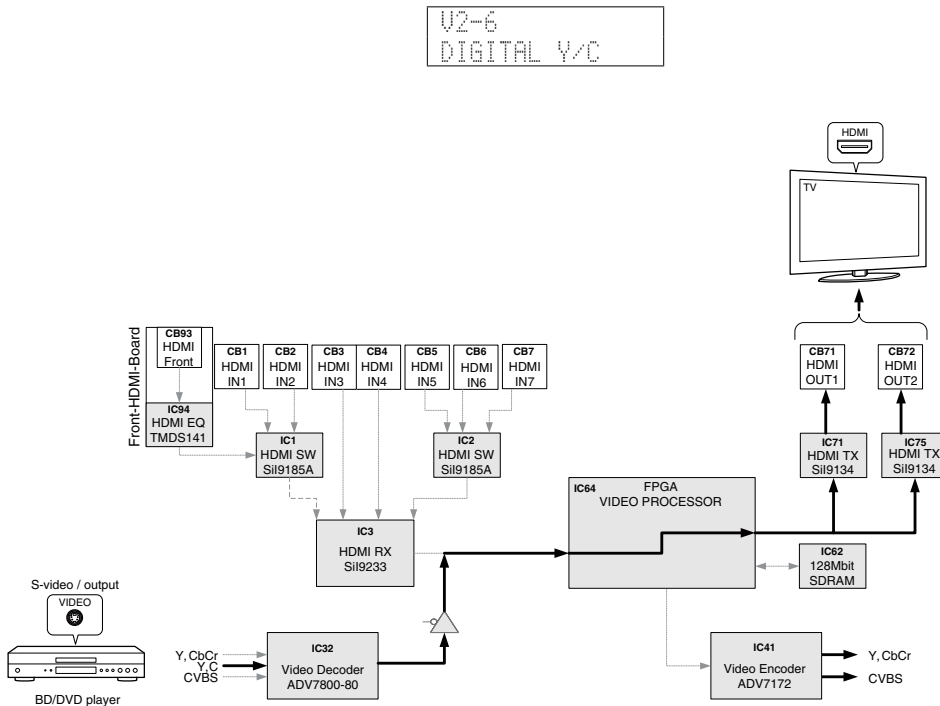 V2-6
DIGITAL Y/C
HDMI
TV
Front-HDMI-Board
CB93
HDMI
Front
CB1
HDMI
IN1
CB2
HDMI
IN2
CB3
HDMI
IN3
CB4
HDMI
IN4
CB5
HDMI
IN5
CB6
HDMI
IN6
CB7
HDMI
IN7
CB71
HDMI
OUT1
CB72
HDMI
OUT2
IC94
HDMI EQ
TMDS141
IC1
HDMI SW
SiI9185A
IC2
HDMI SW
SiI9185A
IC71
HDMI TX
SiI9134
IC75
HDMI TX
SiI9134
IC3
HDMI RX
SiI9233
IC64
FPGA
VIDEO PROCESSOR
IC62
128Mbit
SDRAM
S-video / output
VIDEO
BD/DVD player
Y, CbCr
Y,C
CVBS
IC32
Video Decoder
ADV7800-80
IC41
Video Encoder
ADV7172
Y, CbCr
CVBS